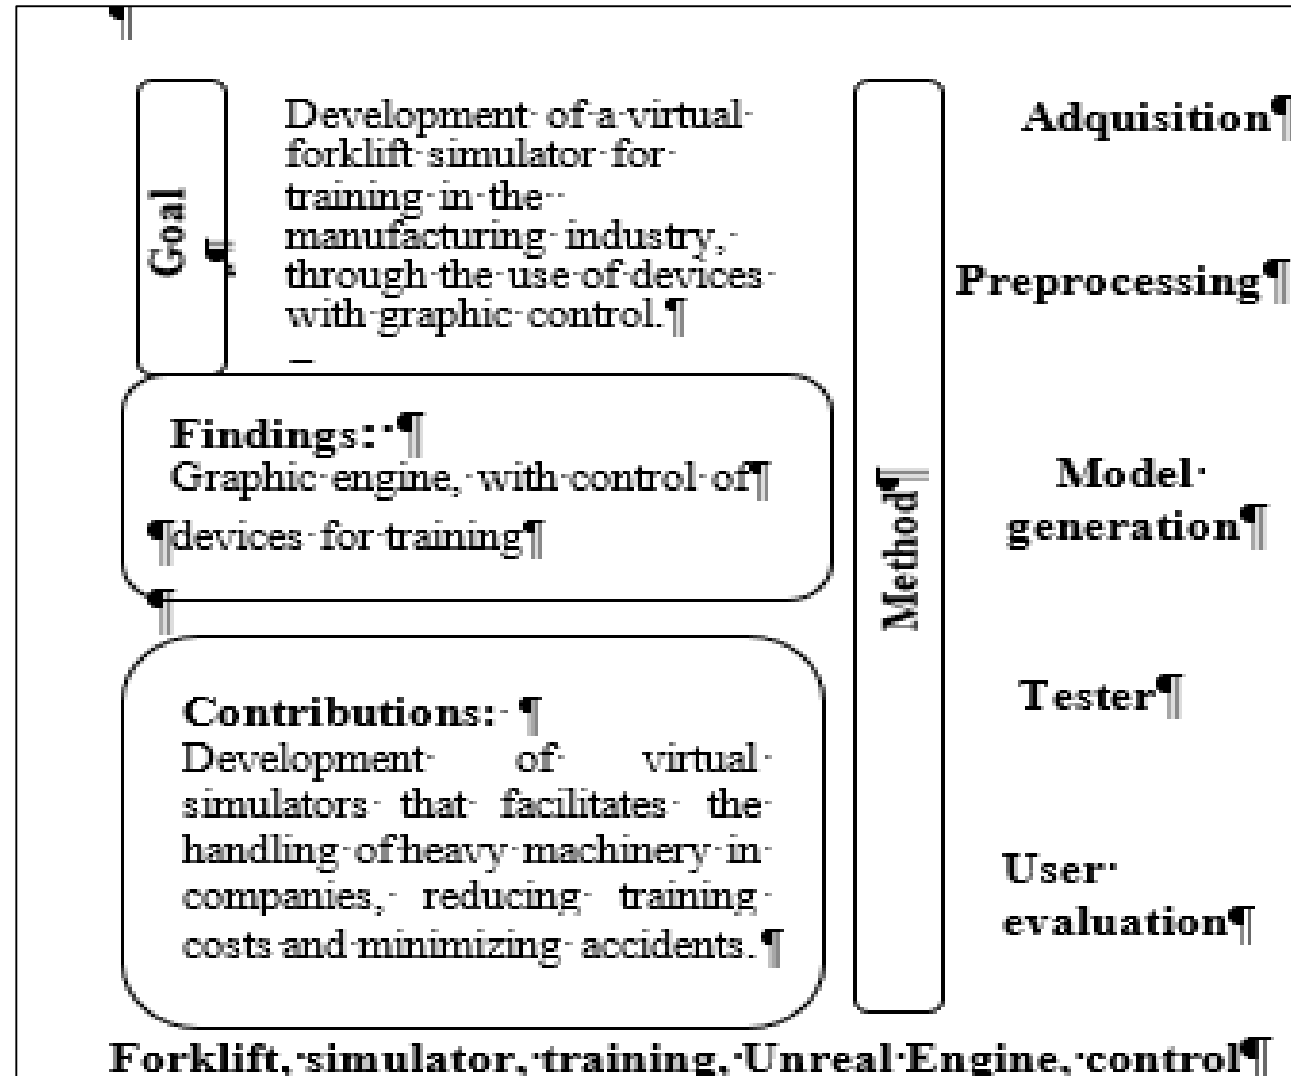 Goal
Development of a virtual
forklift simulator for
training in the
manufacturing industry,
through the use of devices
with graphic control.
Findings:
Graphic engine, with control of
devices for training
Contributions:
Development of virtual
simulators that facilitates the
handling of heavy machinery in
companies, reducing training
costs and minimizing accidents.
Method
Adquisition
Preprocessing
Model
generation
Tester
User
evaluation
Forklift, simulator, training, Unreal Engine, control